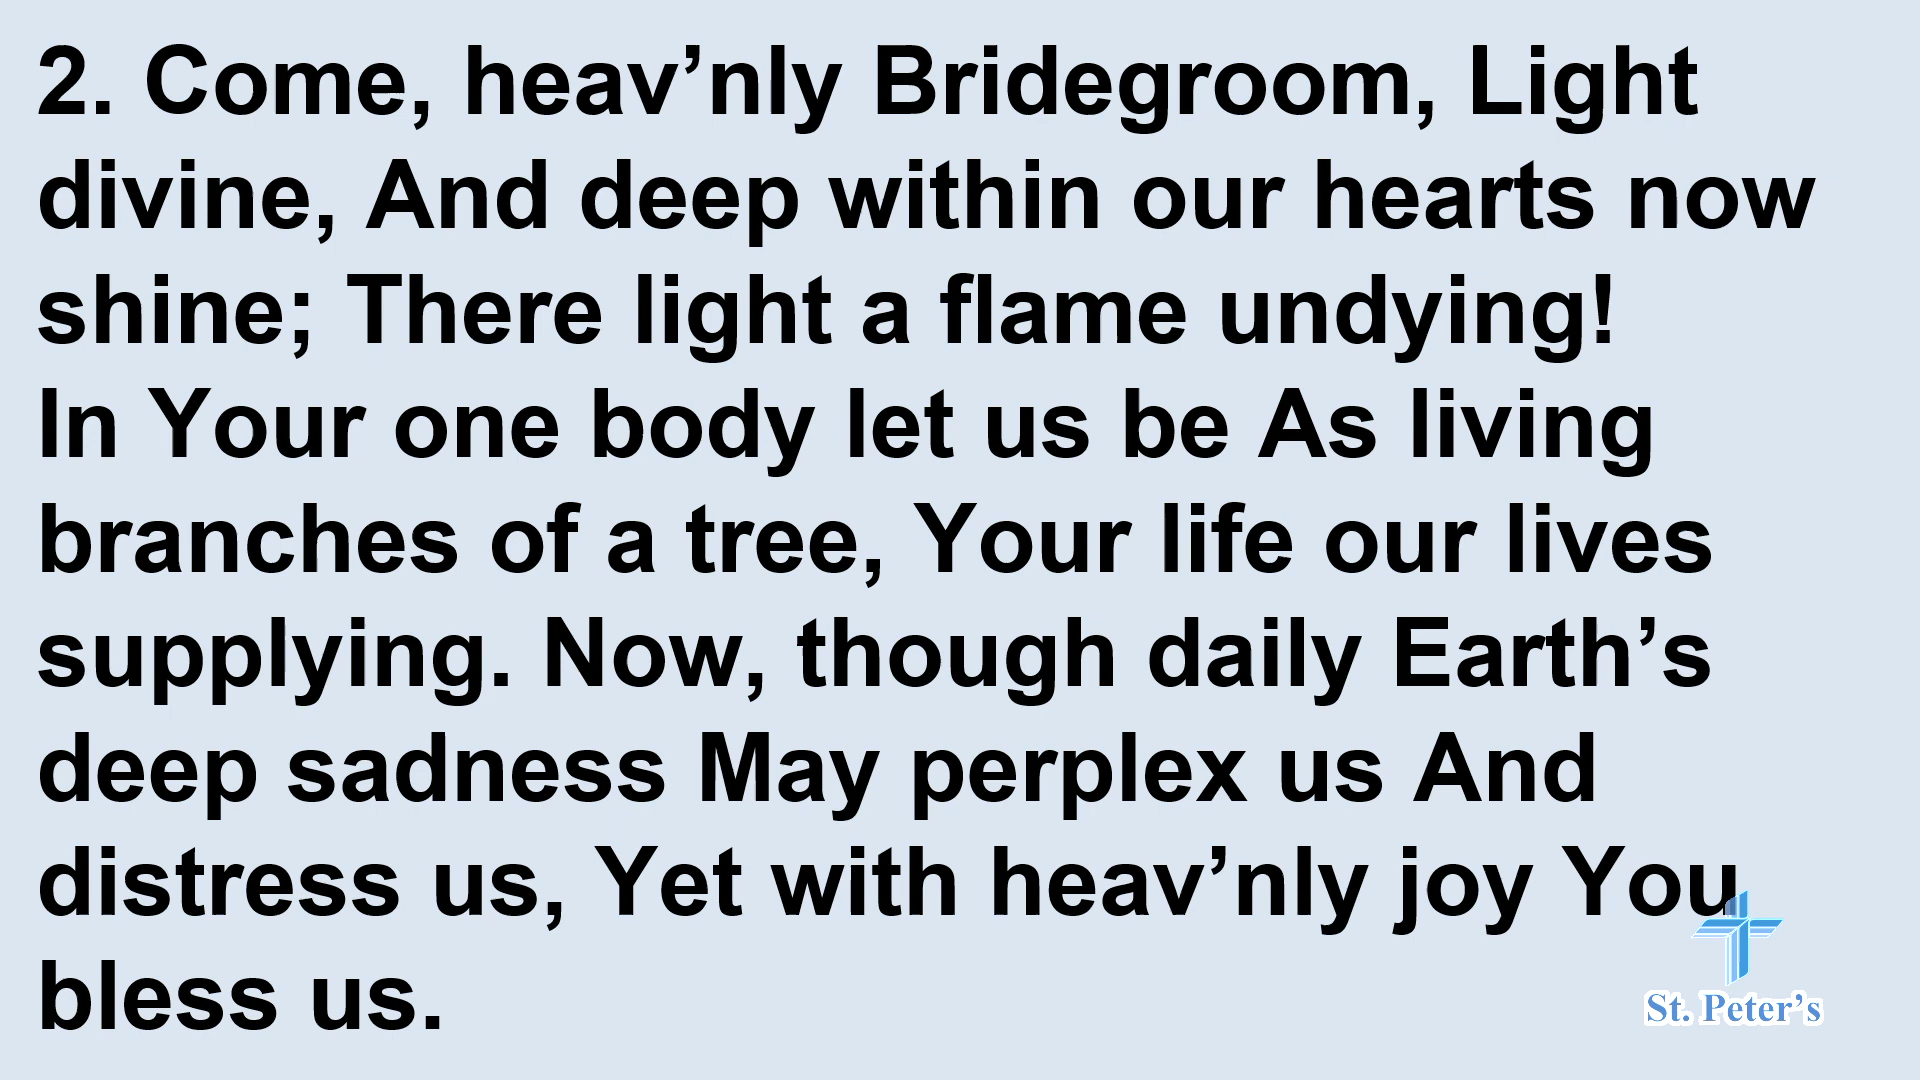 2. Come, heav’nly Bridegroom, Light
divine, And deep within our hearts now
shine; There light a flame undying!
In Your one body let us be As living
branches of a tree, Your life our lives
supplying. Now, though daily Earth’s
deep sadness May perplex us And
distress us, Yet with heav’nly joy You
bless us.
St. Peter’s